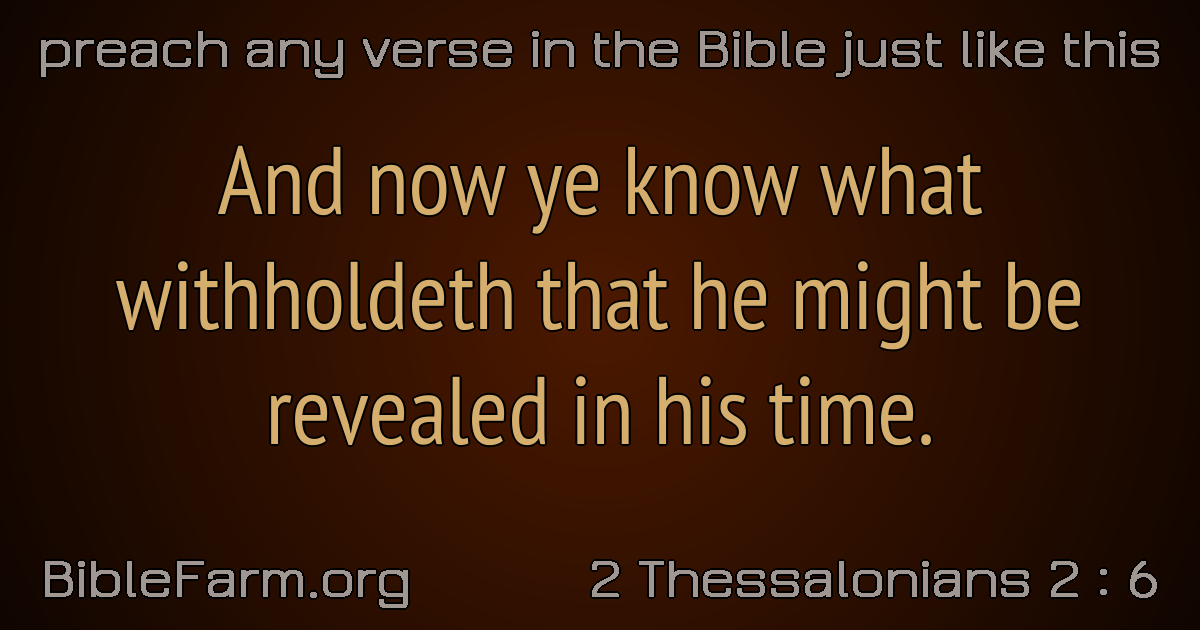 preach any verse in the Bible just like this
And now ye know what
withholdeth that he might be
revealed in his time.
BibleFarm.org
2 Thessalonians 2 : 6